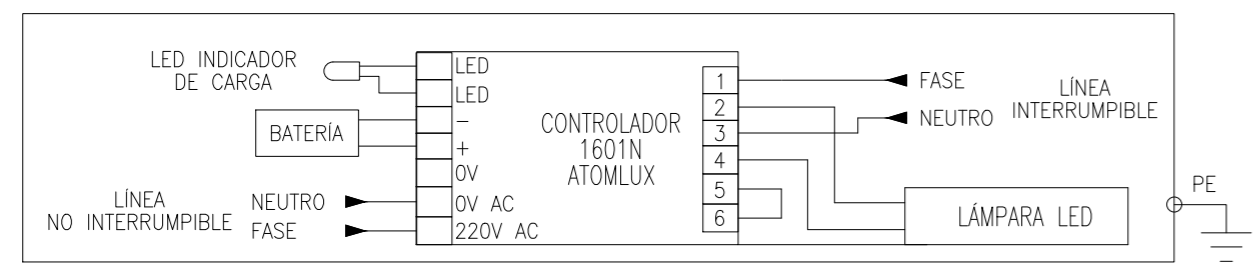 LED INDICADOR
DE CARGA
BATERÍA
LÍNEA
NO INTERRUMPIBLE
NEUTRO
FASE
LED
LED
-
+
0V
0V AC
220V AC
CONTROLADOR
1601N
ATOMLUX
1
2
3
4
5
6
FASE
NEUTRO
LÍNEA
INTERRUMPIBLE
LÁMPARA LED
PE